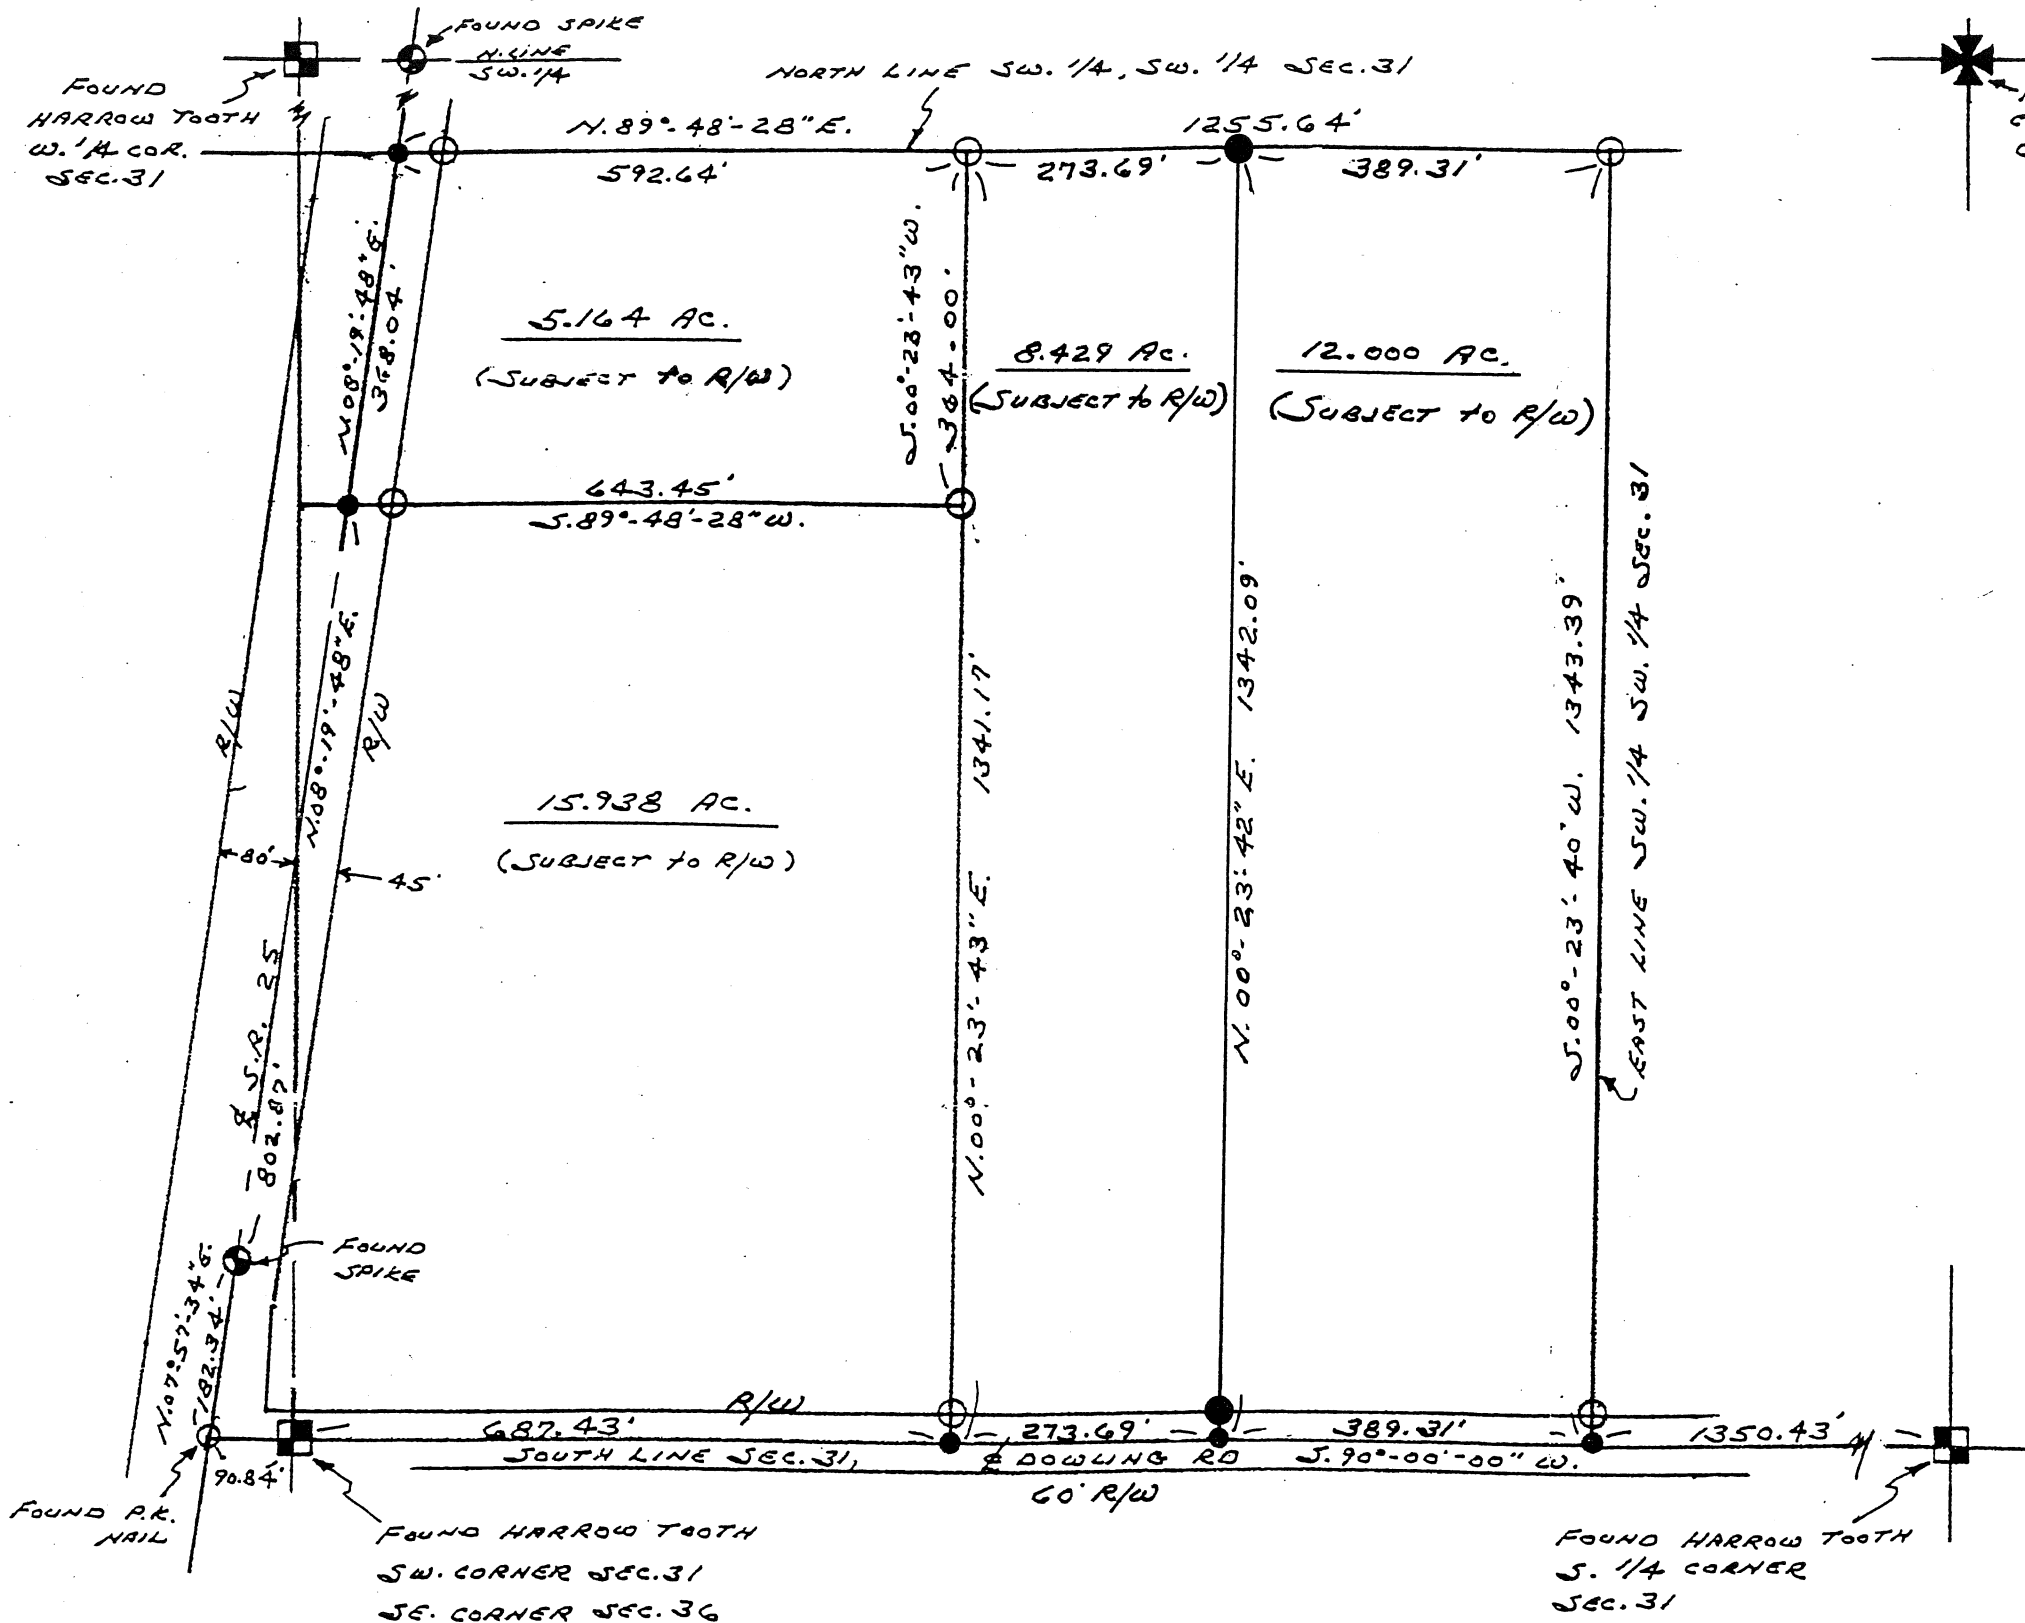 FOUND SPIKE
N. LINE
SW. 1/4
FOUND
HARROW TOOTH
W. 1/4 COR.
SEC. 31
NORTH LINE SW. 1/4, SW. 1/4 SEC. 31
N. 89°-48'-28" E.
1255.64'
592.64'
273.69'
389.31'
N. 08°-19'-48" E.
368.04'
S. 00°-23'-43" W.
364.00'
5.164 AC.
(SUBJECT to R/W)
8.429 AC.
(SUBJECT to R/W)
12.000 AC.
(SUBJECT to R/W)
643.45'
S. 89°-48'-28" W.
N. 08°-19'-48" E.
R/W
R/W
80'
45'
15.938 AC.
(SUBJECT to R/W)
N. 00°-23'-43" E. 1341.17'
N. 00°-23'-42" E. 1342.09'
S. 00°-23'-40" W. 1343.39'
EAST LINE SW. 1/4 SW. 1/4 SEC. 31
℄ S.R. 25
802.87'
FOUND
SPIKE
N. 07°-57'-34" E.
182.34'
R/W
687.43'
273.69'
389.31'
1350.43'
SOUTH LINE SEC. 31, ℄ DOWLING RD S. 90°-00'-00" W.
60' R/W
90.84'
FOUND P.K.
NAIL
FOUND HARROW TOOTH
SW. CORNER SEC. 31
SE. CORNER SEC. 36
FOUND HARROW TOOTH
S. 1/4 CORNER
SEC. 31